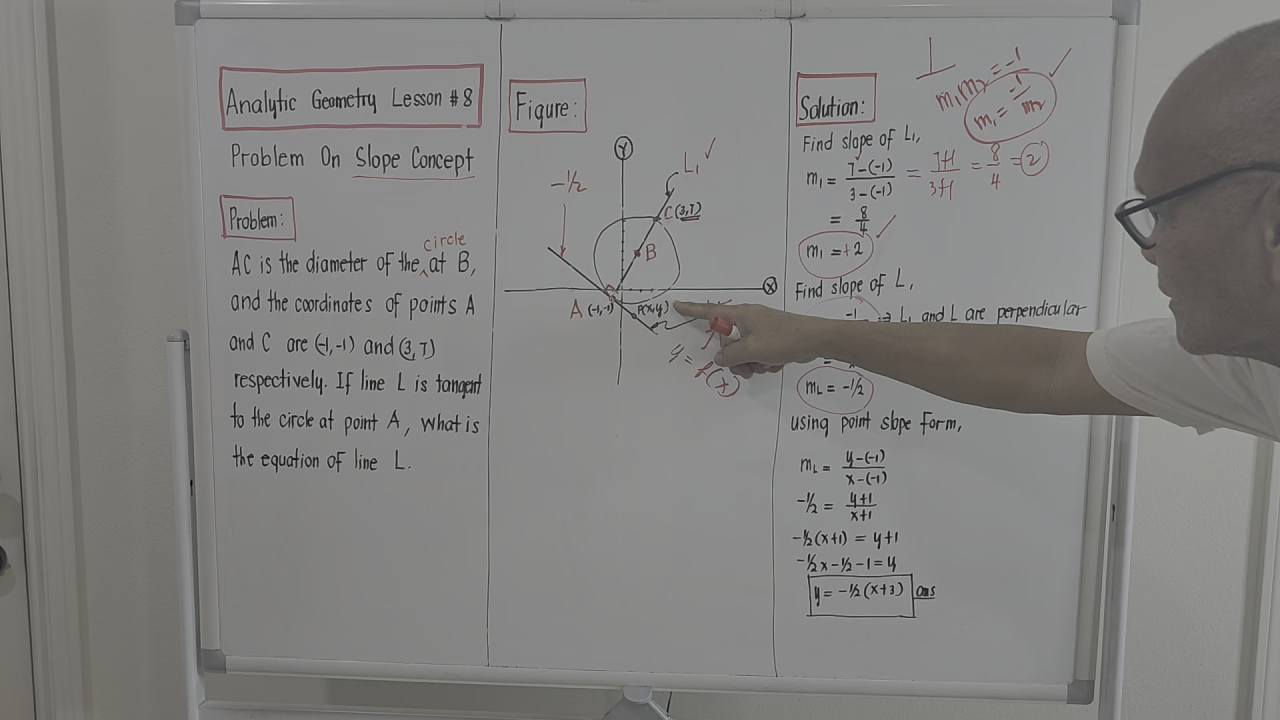 Analytic Geometry Lesson #8
Problem On Slope Concept
Problem:
AC is the diameter of the circle at B,
and the coordinates of points A
and C are (-1,-1) and (3,7)
respectively. If line L is tangent
to the circle at point A, what is
the equation of line L.
Figure:
Y
L₁ ✓
-1/2
C (3,7)
B
X
A (-1,-1)
P(x,y)
y = f(x)
Solution:
⊥
m₁m₂ = -1
m₁ = -1/m₂ ✓
Find slope of L₁,
m₁ = 7-(-1)/3-(-1) = 7+1/3+1 = 8/4 = 2
= 8/4
m₁ = +2 ✓
Find slope of L,
L₁ and L are perpendicular
mL = -1/2
using point slope form,
mL = y-(-1)/x-(-1)
-1/2 = y+1/x+1
-1/2(x+1) = y+1
-1/2x-1/2-1 = y
y = -1/2(x+3) ans